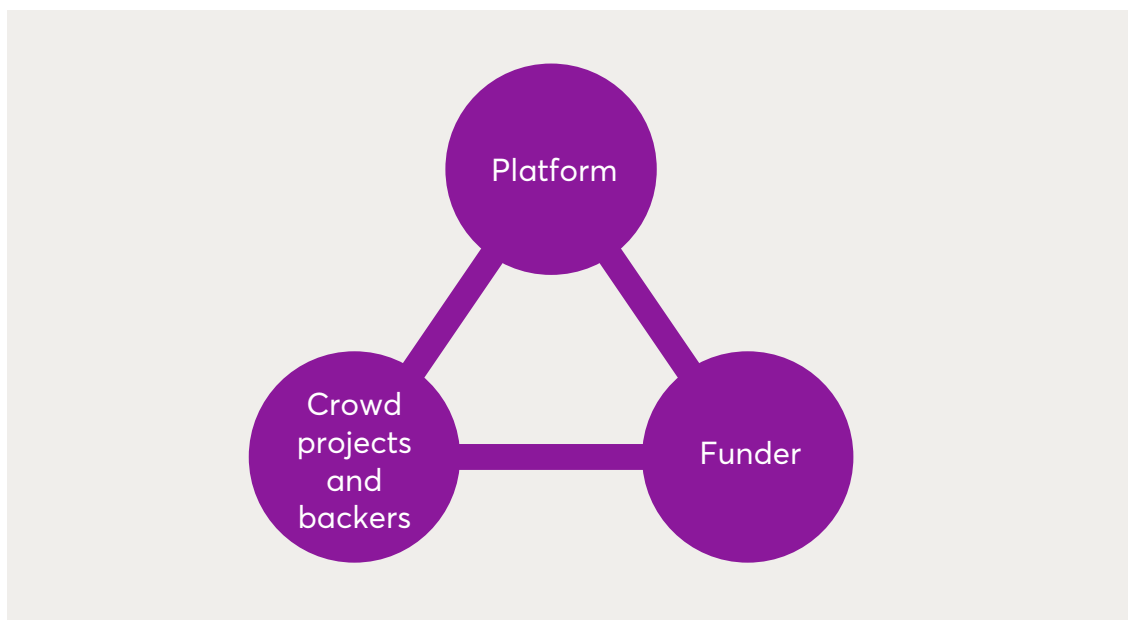 Platform
Crowd
projects
and
backers
Funder